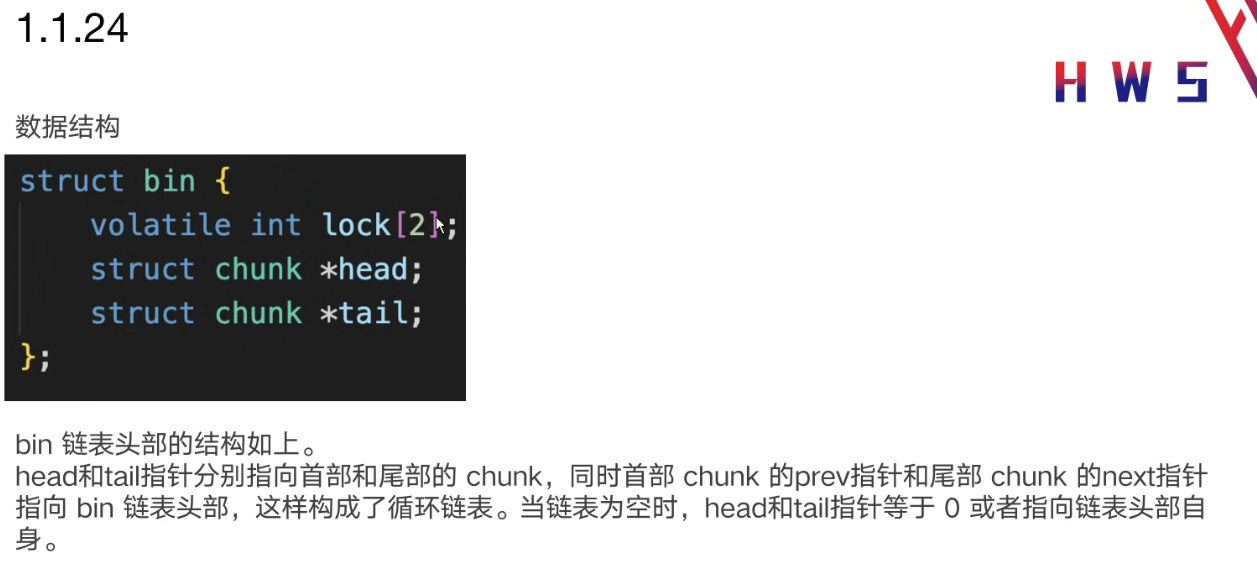 1.1.24
HWS
数据结构
struct bin {
volatile int lock[2];
struct chunk *head;
struct chunk *tail;
};
bin 链表头部的结构如上。
head和tail指针分别指向首部和尾部的 chunk，同时首部 chunk 的prev指针和尾部 chunk 的next指针
指向 bin 链表头部，这样构成了循环链表。当链表为空时，head和tail指针等于 0 或者指向链表头部自
身。